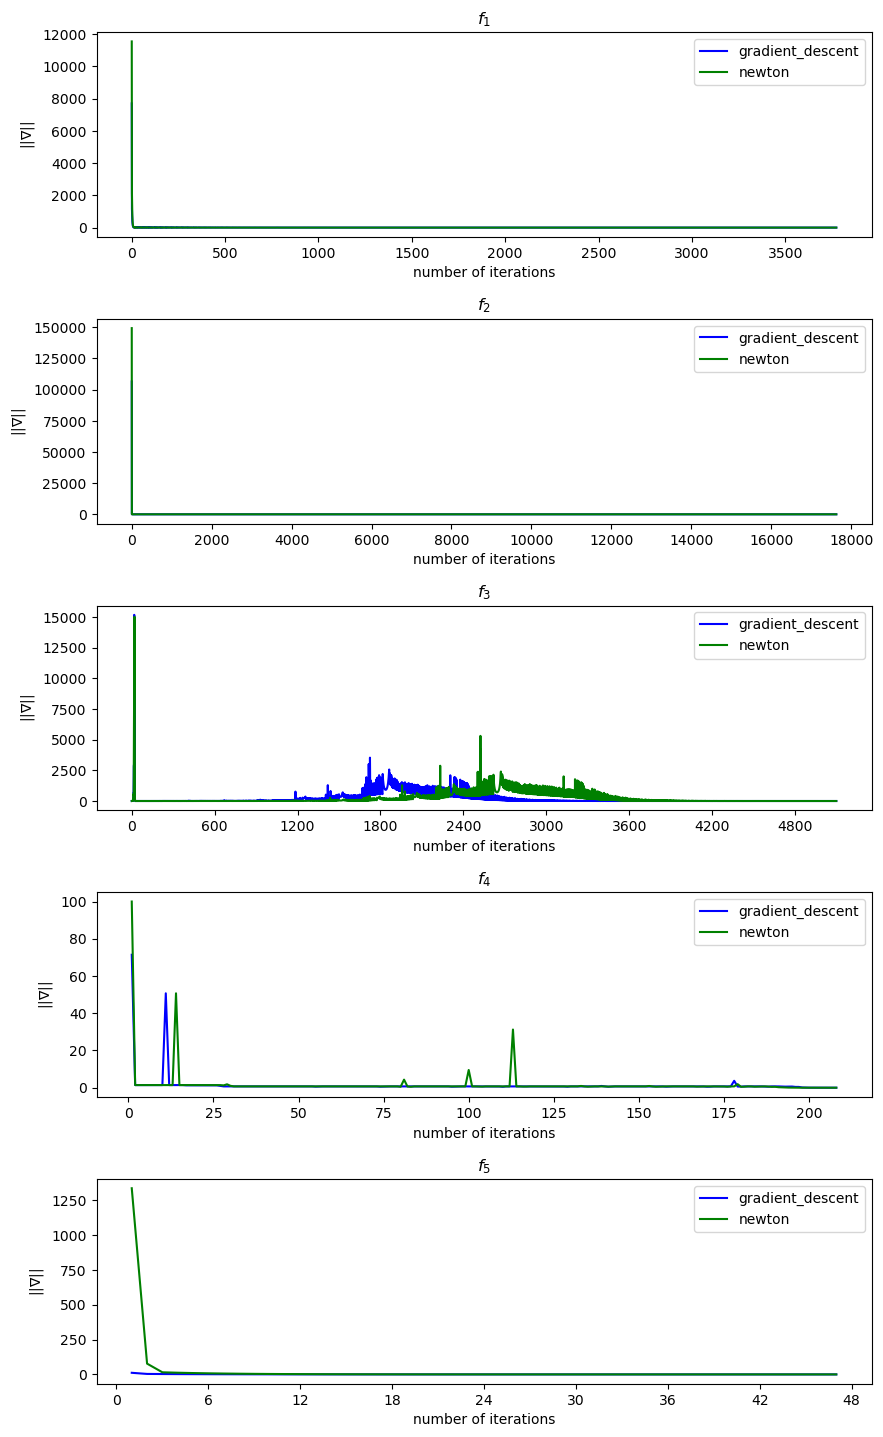 f1
12000
10000
8000
6000
4000
2000
0
||∇||
gradient_descent
newton
0 500 1000 1500 2000 2500 3000 3500
number of iterations
f2
150000
125000
100000
75000
50000
25000
0
||∇||
gradient_descent
newton
0 2000 4000 6000 8000 10000 12000 14000 16000 18000
number of iterations
f3
15000
12500
10000
7500
5000
2500
0
||∇||
gradient_descent
newton
0 600 1200 1800 2400 3000 3600 4200 4800
number of iterations
f4
100
80
60
40
20
0
||∇||
gradient_descent
newton
0 25 50 75 100 125 150 175 200
number of iterations
f5
1250
1000
750
500
250
0
||∇||
gradient_descent
newton
0 6 12 18 24 30 36 42 48
number of iterations